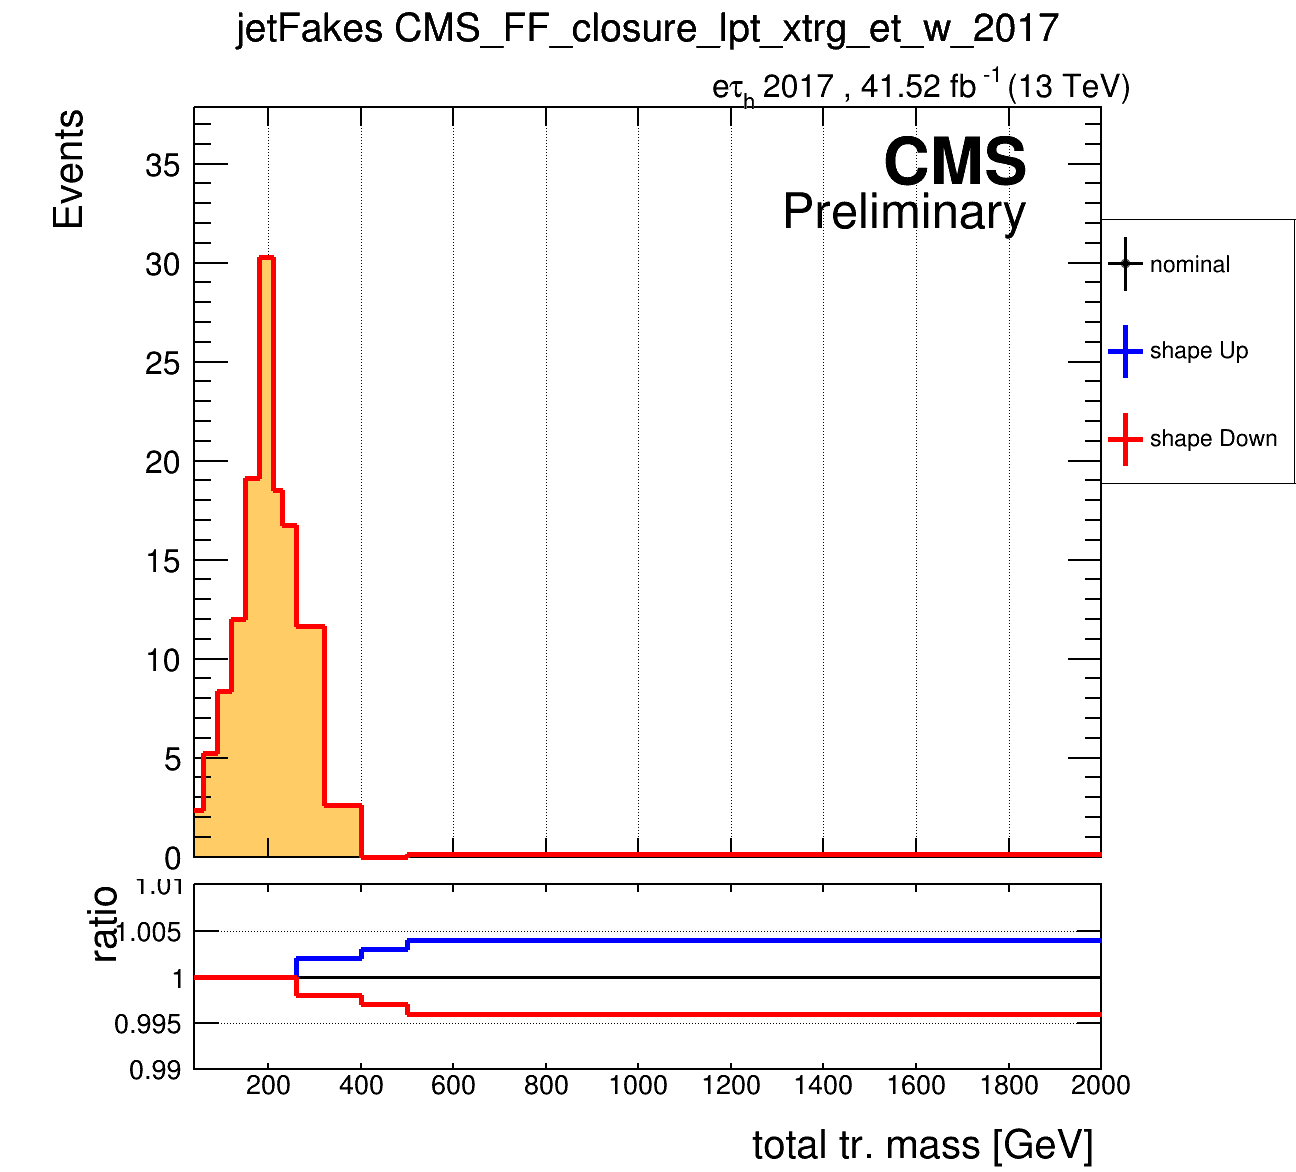 jetFakes CMS_FF_closure_lpt_xtrg_et_w_2017
eτh 2017 , 41.52 fb -1 (13 TeV)
Events
CMS
Preliminary
35
30
25
20
15
10
5
0
nominal
shape Up
shape Down
ratio
1.01
1.005
1
0.995
0.99
200 400 600 800 1000 1200 1400 1600 1800 2000
total tr. mass [GeV]